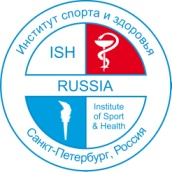 Институт спорта и здоровья
ISH
RUSSIA
Institute
of Sport
& Health
Санкт-Петербург, Россия